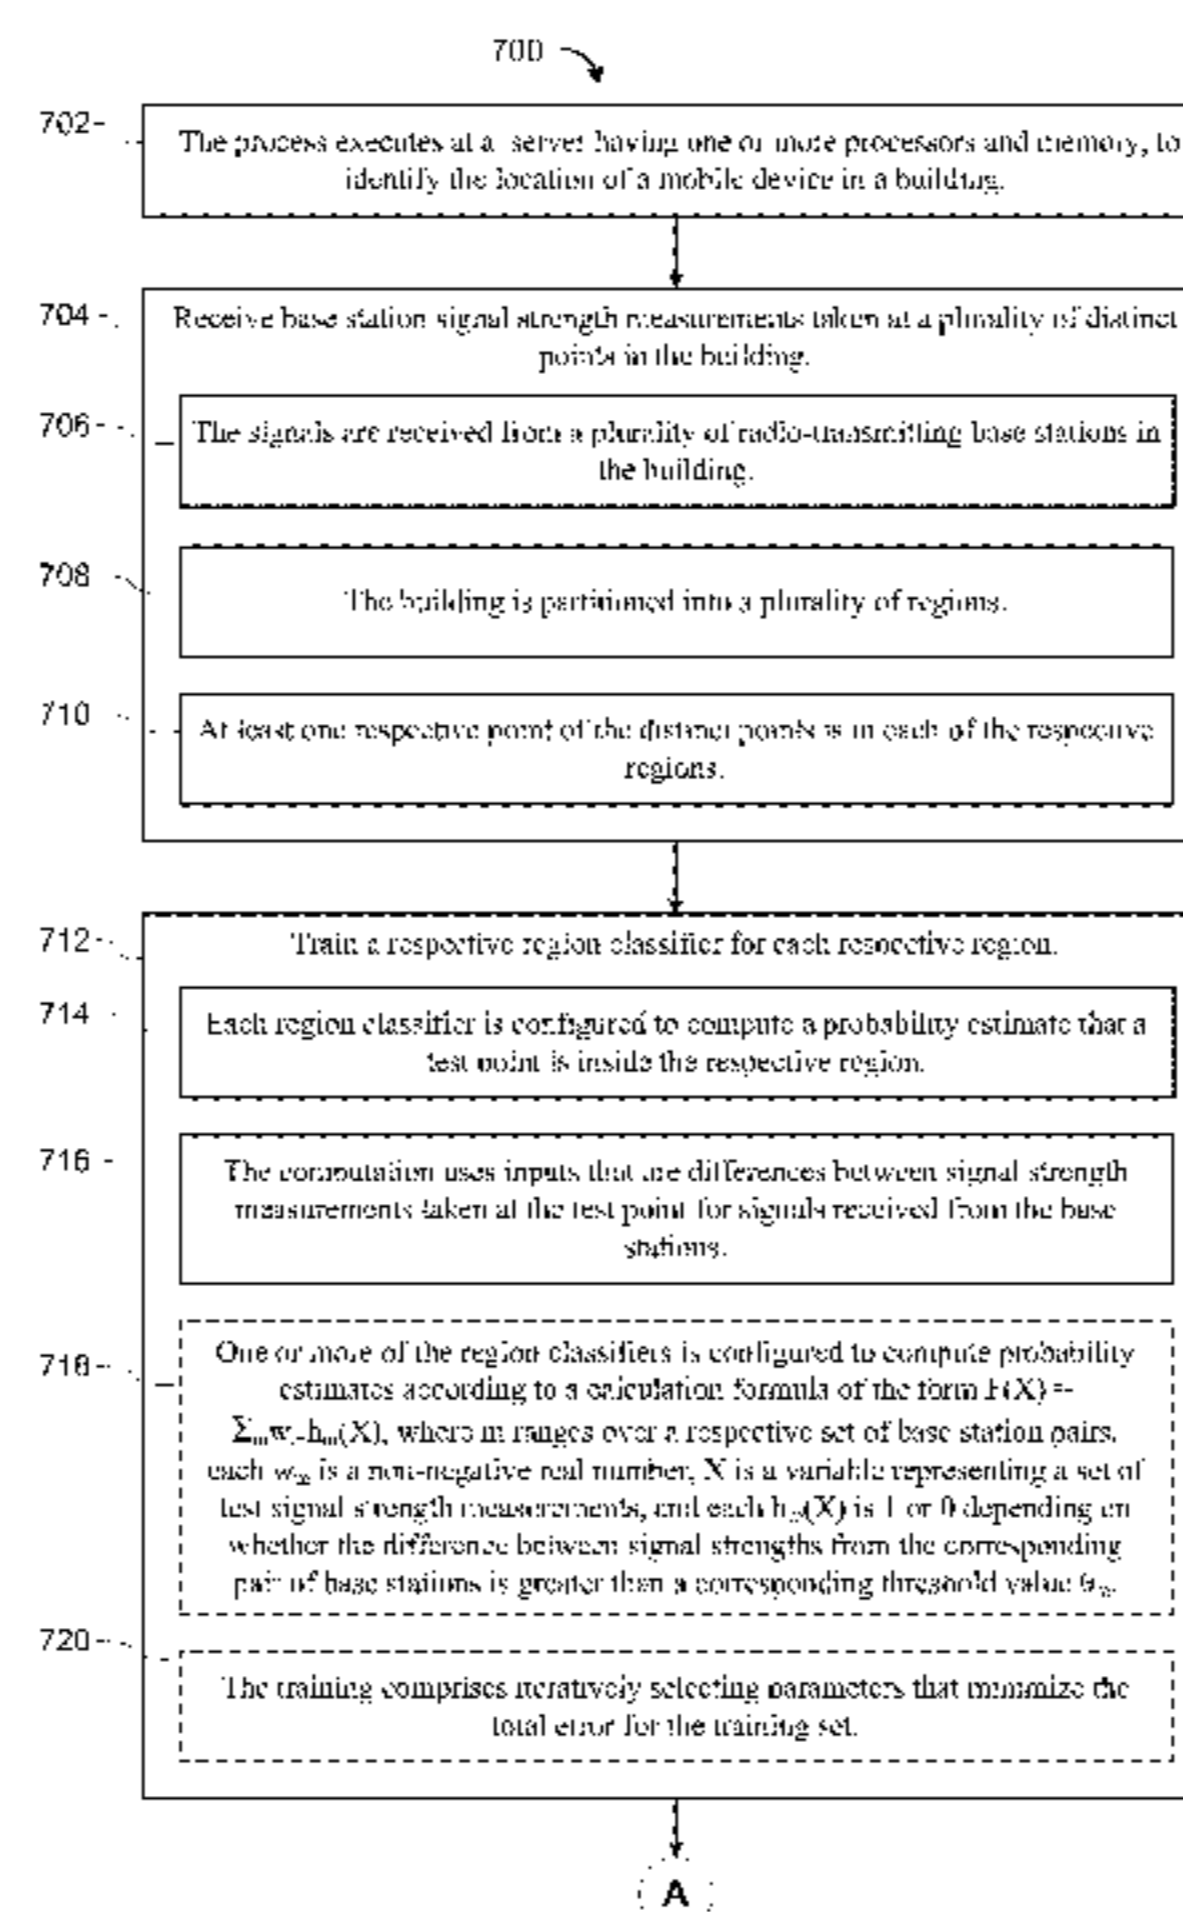 700
702
The process executes at a server having one or more processors and memory, to
identify the location of a mobile device in a building.
704
Receive base station signal strength measurements taken at a plurality of distinct
points in the building.
706
The signals are received from a plurality of radio-transmitting base stations in
the building.
708
The building is partitioned into a plurality of regions.
710
At least one respective point of the distinct points is in each of the respective
regions.
712
Train a respective region classifier for each respective region.
714
Each region classifier is configured to compute a probability estimate that a
test point is inside the respective region.
716
The computation uses inputs that are differences between signal strength
measurements taken at the test point for signals received from the base
stations.
718
One or more of the region classifiers is configured to compute probability
estimates according to a calculation formula of the form F(X) =
Σₘwₘhₘ(X), where m ranges over a respective set of base station pairs,
each wₘ is a non-negative real number, X is a variable representing a set of
test signal strength measurements, and each hₘ(X) is 1 or 0 depending on
whether the difference between signal strengths from the corresponding
pair of base stations is greater than a corresponding threshold value θₘ.
720
The training comprises iteratively selecting parameters that minimize the
total error for the training set.
A